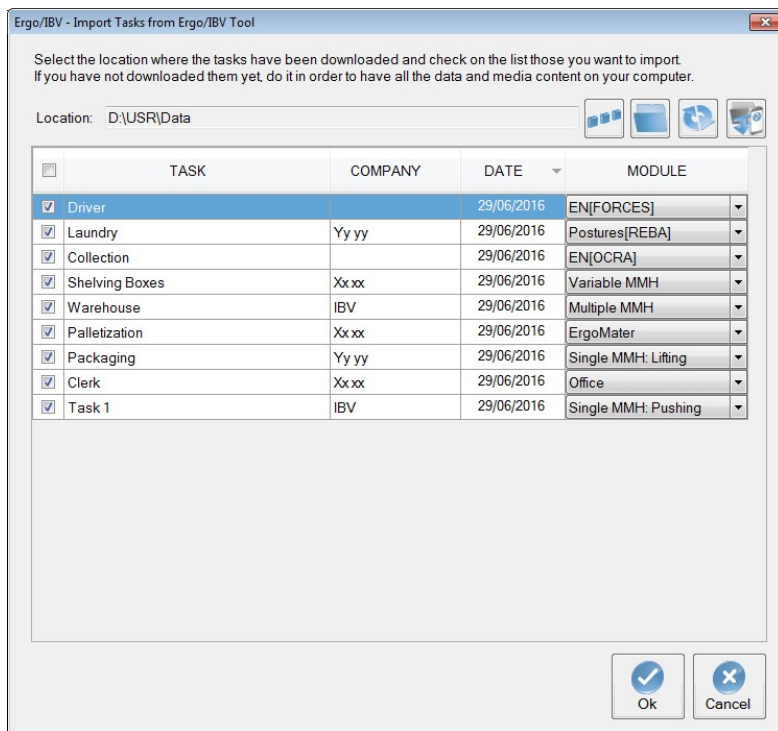 Ergo/IBV - Import Tasks from Ergo/IBV Tool
Select the location where the tasks have been downloaded and check on the list those you want to import.
If you have not downloaded them yet, do it in order to have all the data and media content on your computer.
Location: D:\USR\Data
TASK COMPANY DATE MODULE
Driver 29/06/2016 EN[FORCES]
Laundry Yy yy 29/06/2016 Postures[REBA]
Collection 29/06/2016 EN[OCRA]
Shelving Boxes Xx xx 29/06/2016 Variable MMH
Warehouse IBV 29/06/2016 Multiple MMH
Palletization Xx xx 29/06/2016 ErgoMater
Packaging Yy yy 29/06/2016 Single MMH: Lifting
Clerk Xx xx 29/06/2016 Office
Task 1 IBV 29/06/2016 Single MMH: Pushing
Ok Cancel